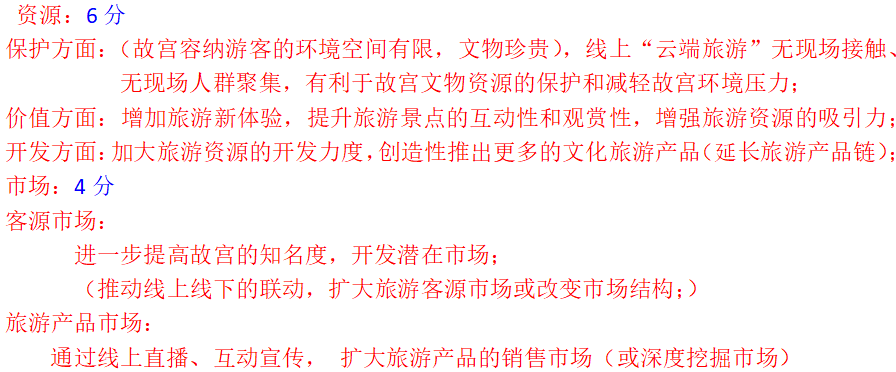 资源：6 分
保护方面：（故宫容纳游客的环境空间有限，文物珍贵），线上“云端旅游”无现场接触、
无现场人群聚集，有利于故宫文物资源的保护和减轻故宫环境压力；
价值方面：增加旅游新体验，提升旅游景点的互动性和观赏性，增强旅游资源的吸引力；
开发方面：加大旅游资源的开发力度，创造性推出更多的文化旅游产品（延长旅游产品链）；
市场：4 分
客源市场：
进一步提高故宫的知名度，开发潜在市场；
（推动线上线下的联动，扩大旅游客源市场或改变市场结构；）
旅游产品市场：
通过线上直播、互动宣传， 扩大旅游产品的销售市场（或深度挖掘市场）